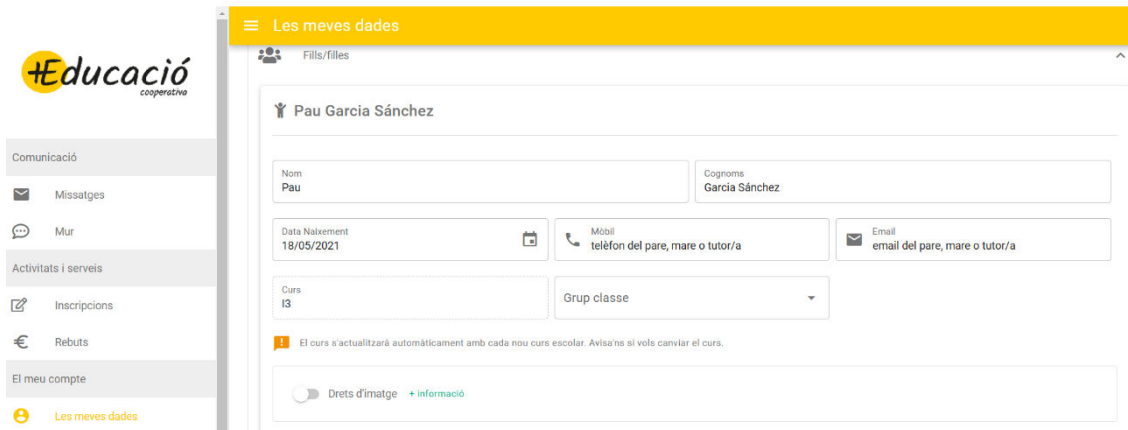 +Educació
cooperativa
Comunicació
Missatges
Mur
Activitats i serveis
Inscripcions
Rebuts
El meu compte
Les meves dades
Les meves dades
Fills/filles
Pau Garcia Sánchez
Nom
Pau
Cognoms
Garcia Sánchez
Data Naixement
18/05/2021
Mòbil
telèfon del pare, mare o tutor/a
Email
email del pare, mare o tutor/a
Curs
I3
Grup classe
El curs s'actualitzarà automàticament amb cada nou curs escolar. Avisa'ns si vols canviar el curs.
Drets d'imatge + informació